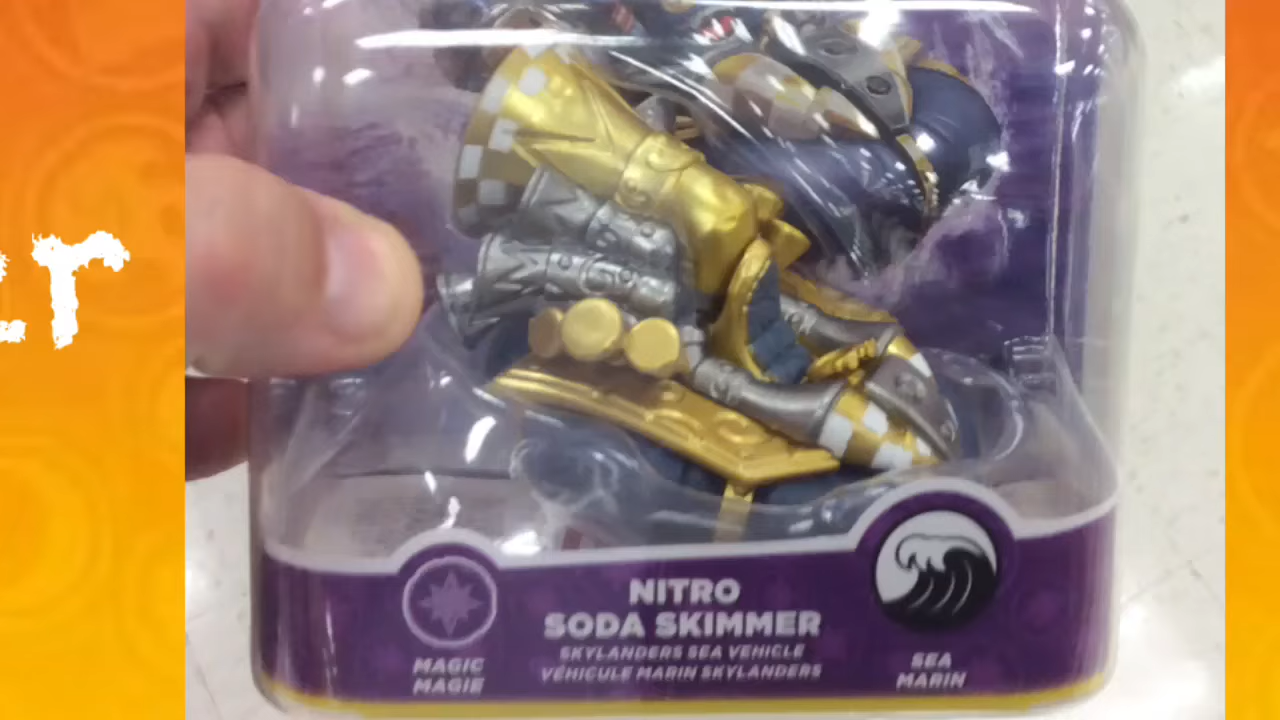 NITRO
SODA SKIMMER
SKYLANDERS SEA VEHICLE
VÉHICULE MARIN SKYLANDERS
MAGIC
MAGIE
SEA
MARIN